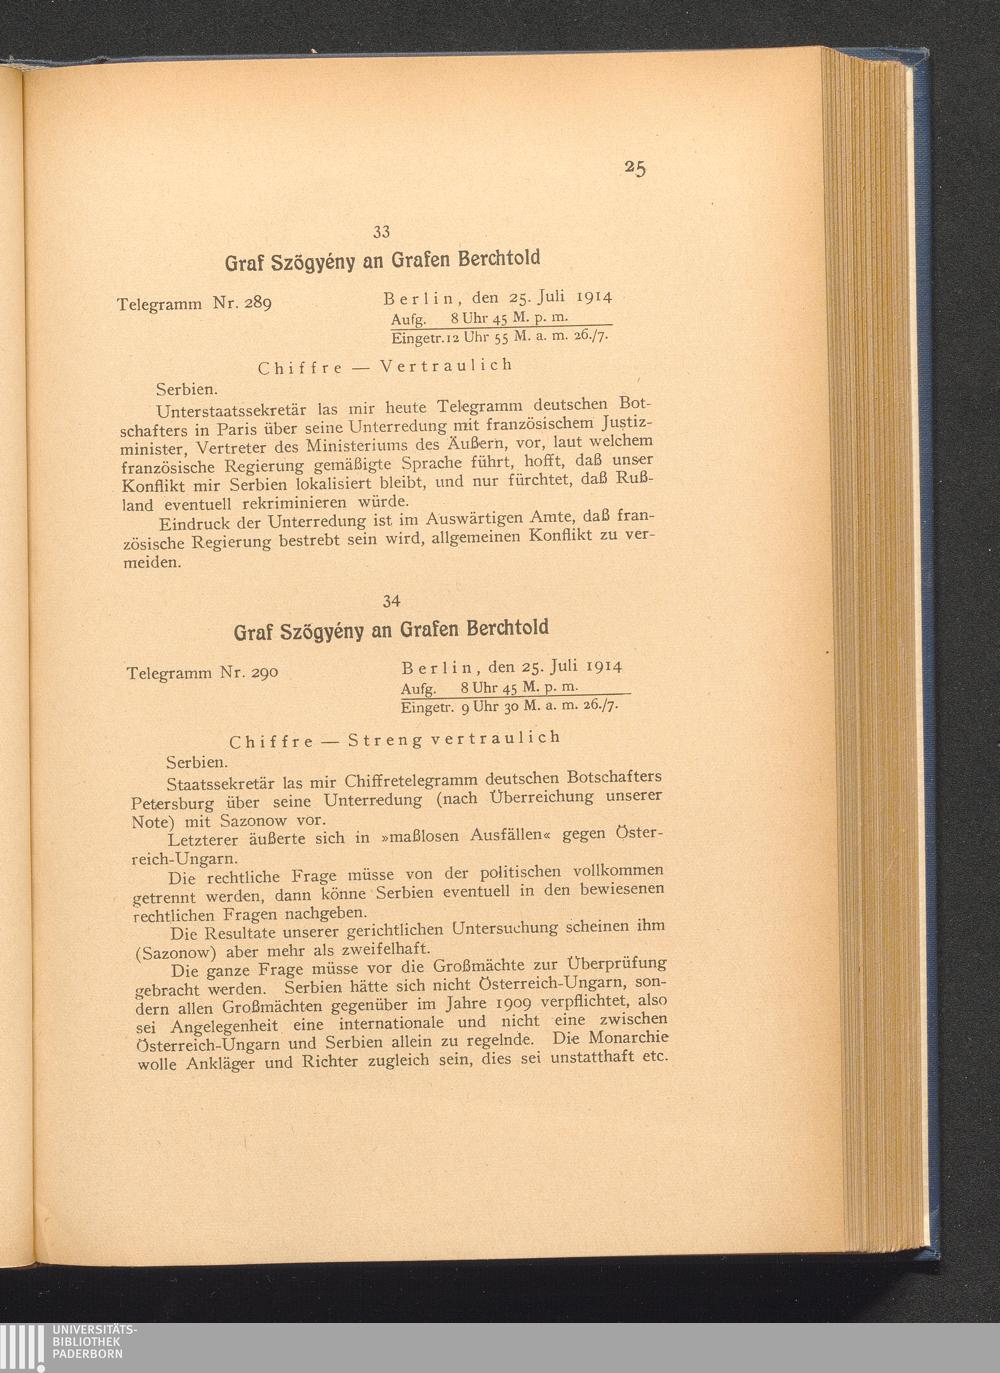 25
33
Graf Szögyény an Grafen Berchtold
Telegramm Nr. 289
Berlin, den 25. Juli 1914
Aufg. 8 Uhr 45 M. p. m.
Eingetr. 12 Uhr 55 M. a. m. 26./7.
Chiffre — Vertraulich
Serbien.
Unterstaatssekretär las mir heute Telegramm deutschen Bot-
schafters in Paris über seine Unterredung mit französischem Justiz-
minister, Vertreter des Ministeriums des Äußern, vor, laut welchem
französische Regierung gemäßigte Sprache führt, hofft, daß unser
Konflikt mir Serbien lokalisiert bleibt, und nur fürchtet, daß Ruß-
land eventuell rekriminieren würde.
Eindruck der Unterredung ist im Auswärtigen Amte, daß fran-
zösische Regierung bestrebt sein wird, allgemeinen Konflikt zu ver-
meiden.
34
Graf Szögyény an Grafen Berchtold
Telegramm Nr. 290
Berlin, den 25. Juli 1914
Aufg. 8 Uhr 45 M. p. m.
Eingetr. 9 Uhr 30 M. a. m. 26./7.
Chiffre — Streng vertraulich
Serbien.
Staatssekretär las mir Chiffretelegramm deutschen Botschafters
Petersburg über seine Unterredung (nach Überreichung unserer
Note) mit Sazonow vor.
Letzterer äußerte sich in »maßlosen Ausfällen« gegen Öster-
reich-Ungarn.
Die rechtliche Frage müsse von der politischen vollkommen
getrennt werden, dann könne Serbien eventuell in den bewiesenen
rechtlichen Fragen nachgeben.
Die Resultate unserer gerichtlichen Untersuchung scheinen ihm
(Sazonow) aber mehr als zweifelhaft.
Die ganze Frage müsse vor die Großmächte zur Überprüfung
gebracht werden. Serbien hätte sich nicht Österreich-Ungarn, son-
dern allen Großmächten gegenüber im Jahre 1909 verpflichtet, also
sei Angelegenheit eine internationale und nicht eine zwischen
Österreich-Ungarn und Serbien allein zu regelnde. Die Monarchie
wolle Ankläger und Richter zugleich sein, dies sei unstatthaft etc.
UNIVERSITÄTS-
BIBLIOTHEK
PADERBORN